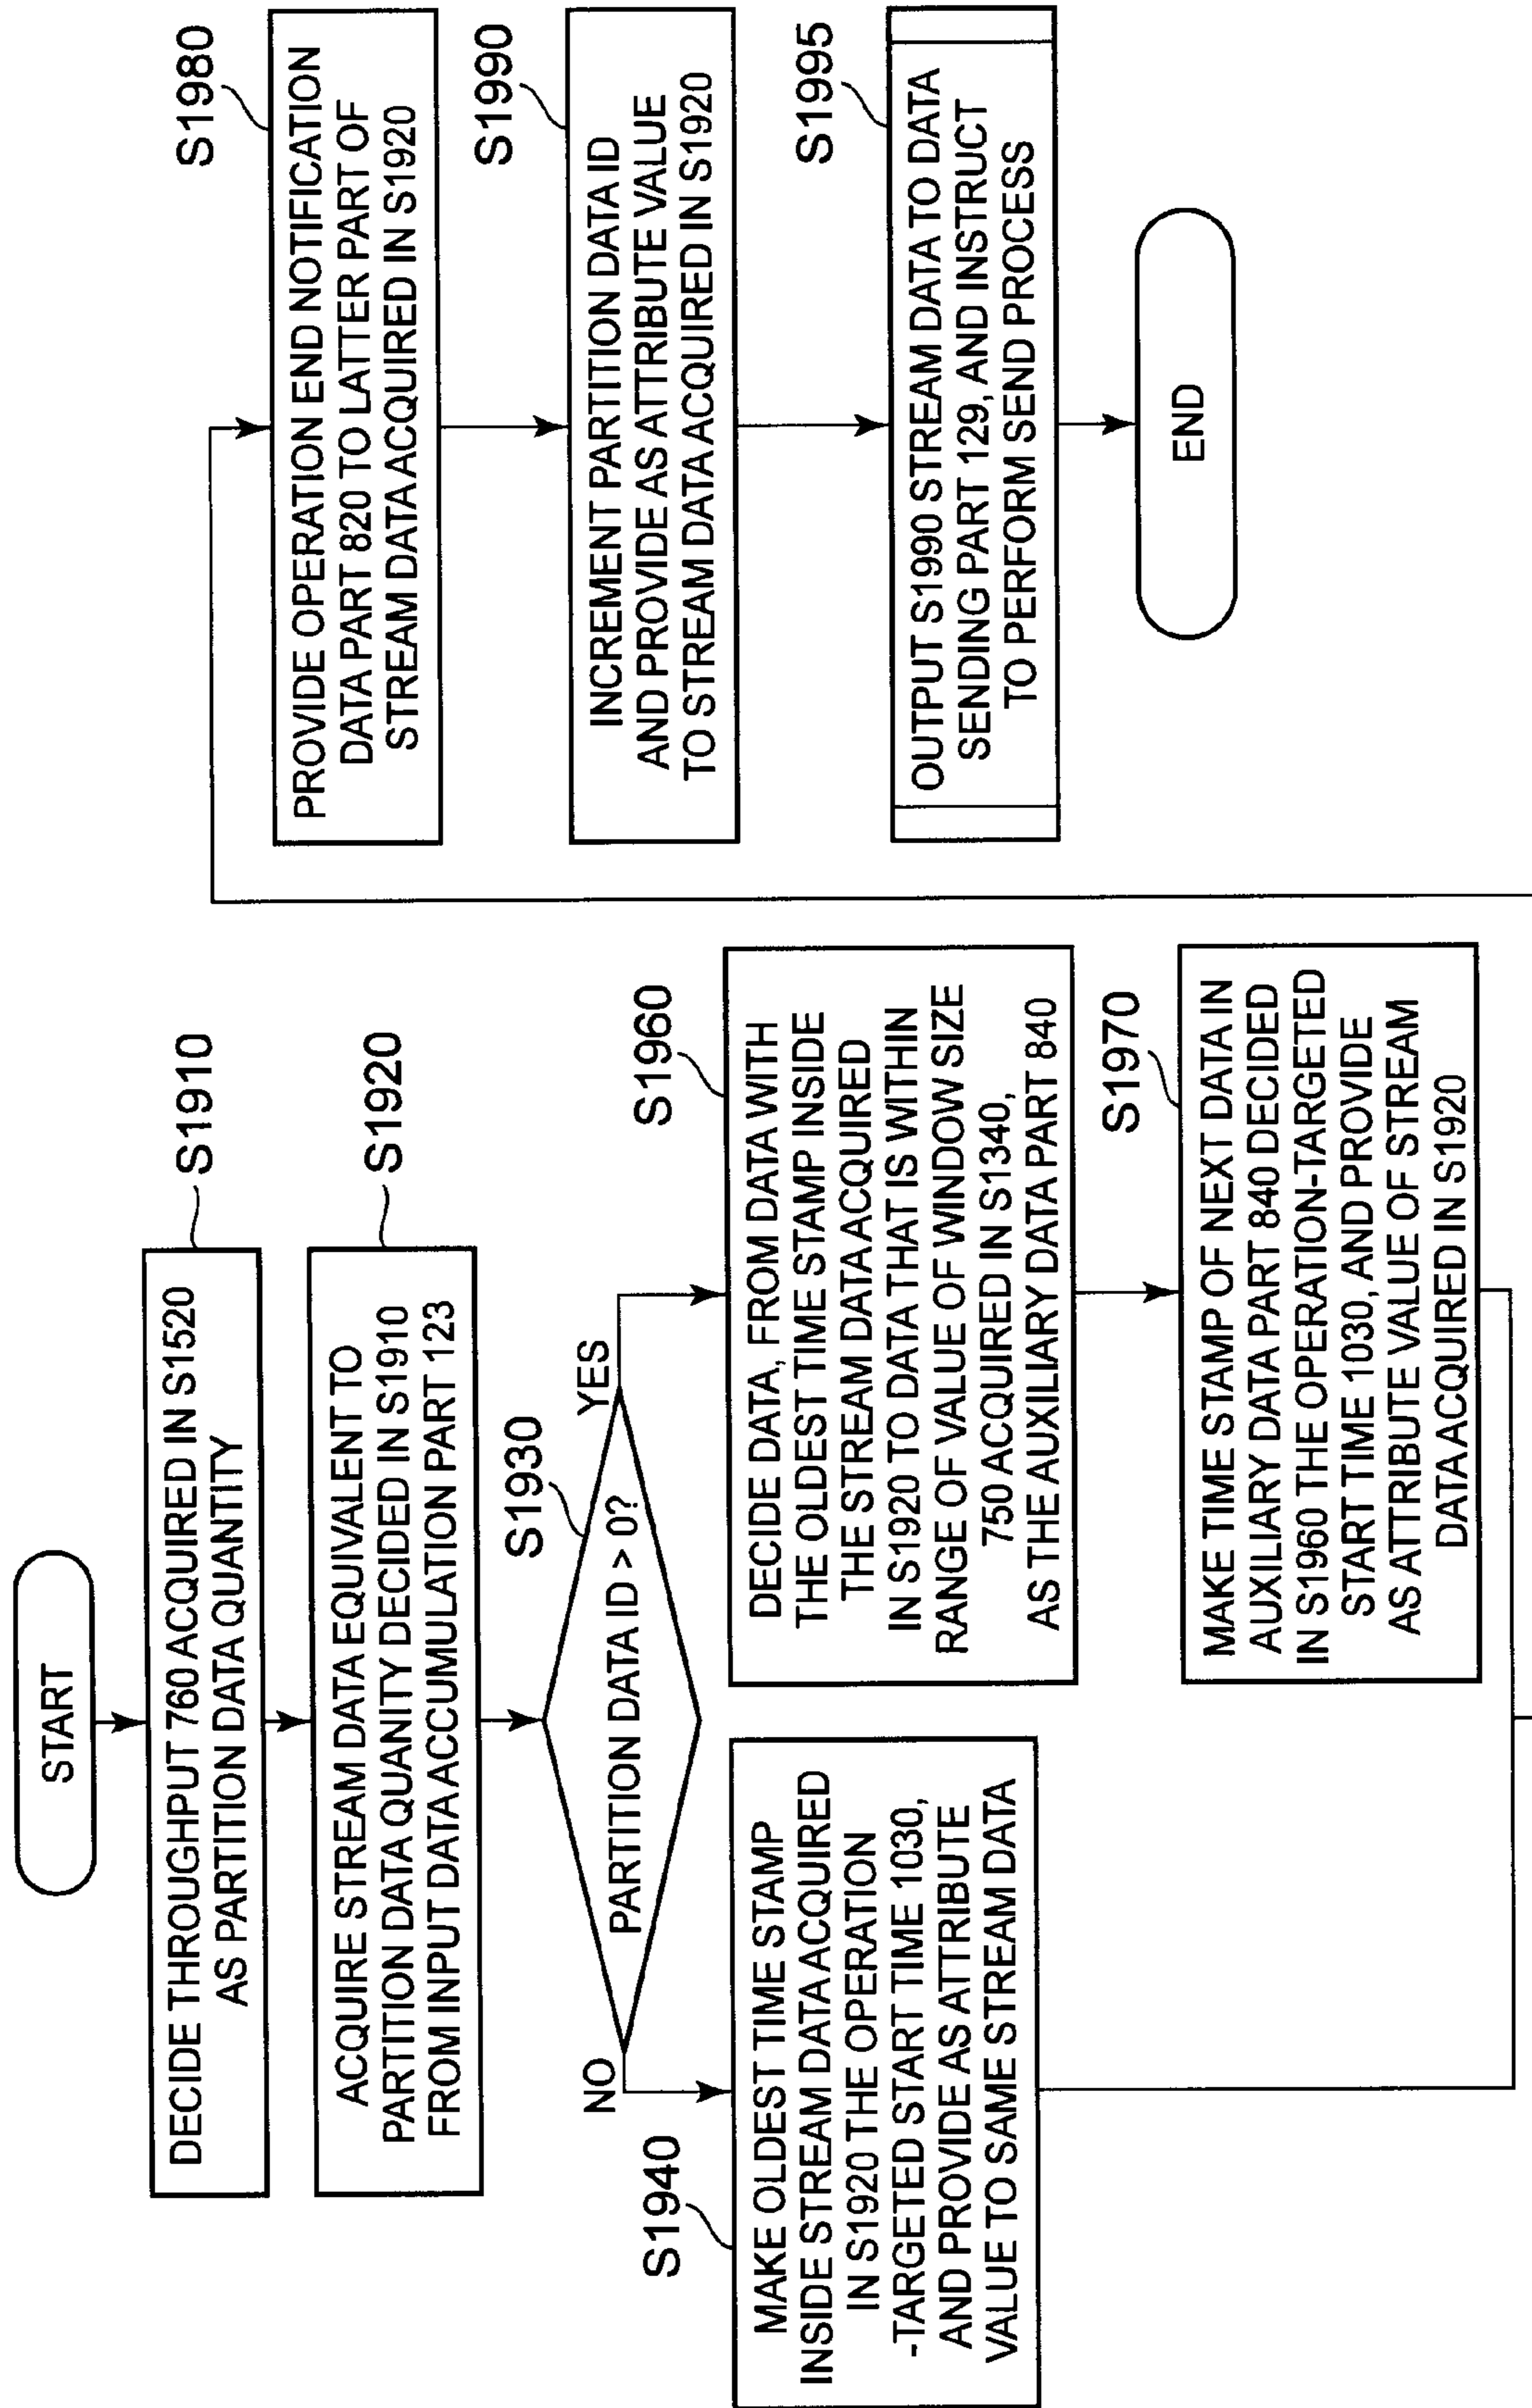 START
S1910
DECIDE THROUGHPUT 760 ACQUIRED IN S1520
AS PARTITION DATA QUANTITY
S1920
ACQUIRE STREAM DATA EQUIVALENT TO
PARTITION DATA QUANITY DECIDED IN S1910
FROM INPUT DATA ACCUMULATION PART 123
S1930
PARTITION DATA ID > 0?
NO
YES
S1940
MAKE OLDEST TIME STAMP
INSIDE STREAM DATA ACQUIRED
IN S1920 THE OPERATION
-TARGETED START TIME 1030,
AND PROVIDE AS ATTRIBUTE
VALUE TO SAME STREAM DATA
S1960
DECIDE DATA, FROM DATA WITH
THE OLDEST TIME STAMP INSIDE
THE STREAM DATA ACQUIRED
IN S1920 TO DATA THAT IS WITHIN
RANGE OF VALUE OF WINDOW SIZE
750 ACQUIRED IN S1340,
AS THE AUXILIARY DATA PART 840
S1970
MAKE TIME STAMP OF NEXT DATA IN
AUXILIARY DATA PART 840 DECIDED
IN S1960 THE OPERATION-TARGETED
START TIME 1030, AND PROVIDE
AS ATTRIBUTE VALUE OF STREAM
DATA ACQUIRED IN S1920
S1980
PROVIDE OPERATION END NOTIFICATION
DATA PART 820 TO LATTER PART OF
STREAM DATA ACQUIRED IN S1920
S1990
INCREMENT PARTITION DATA ID
AND PROVIDE AS ATTRIBUTE VALUE
TO STREAM DATA ACQUIRED IN S1920
S1995
OUTPUT S1990 STREAM DATA TO DATA
SENDING PART 129, AND INSTRUCT
TO PERFORM SEND PROCESS
END